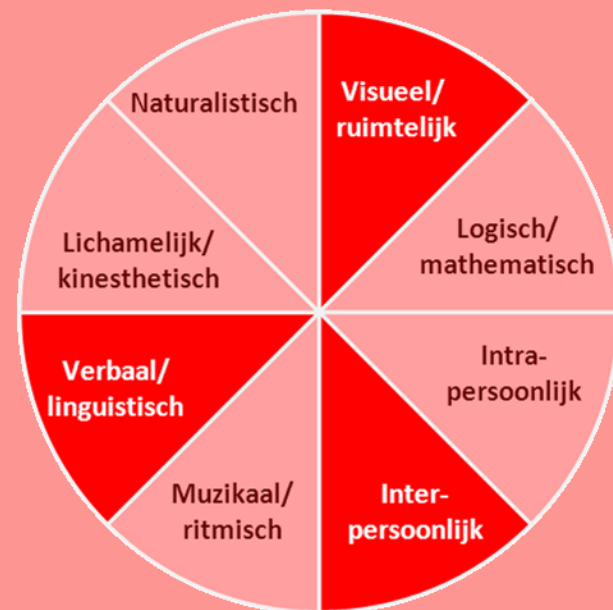 Visueel/
ruimtelijk
Logisch/
mathematisch
Intra-
persoonlijk
Inter-
persoonlijk
Muzikaal/
ritmisch
Verbaal/
linguistisch
Lichamelijk/
kinesthetisch
Naturalistisch